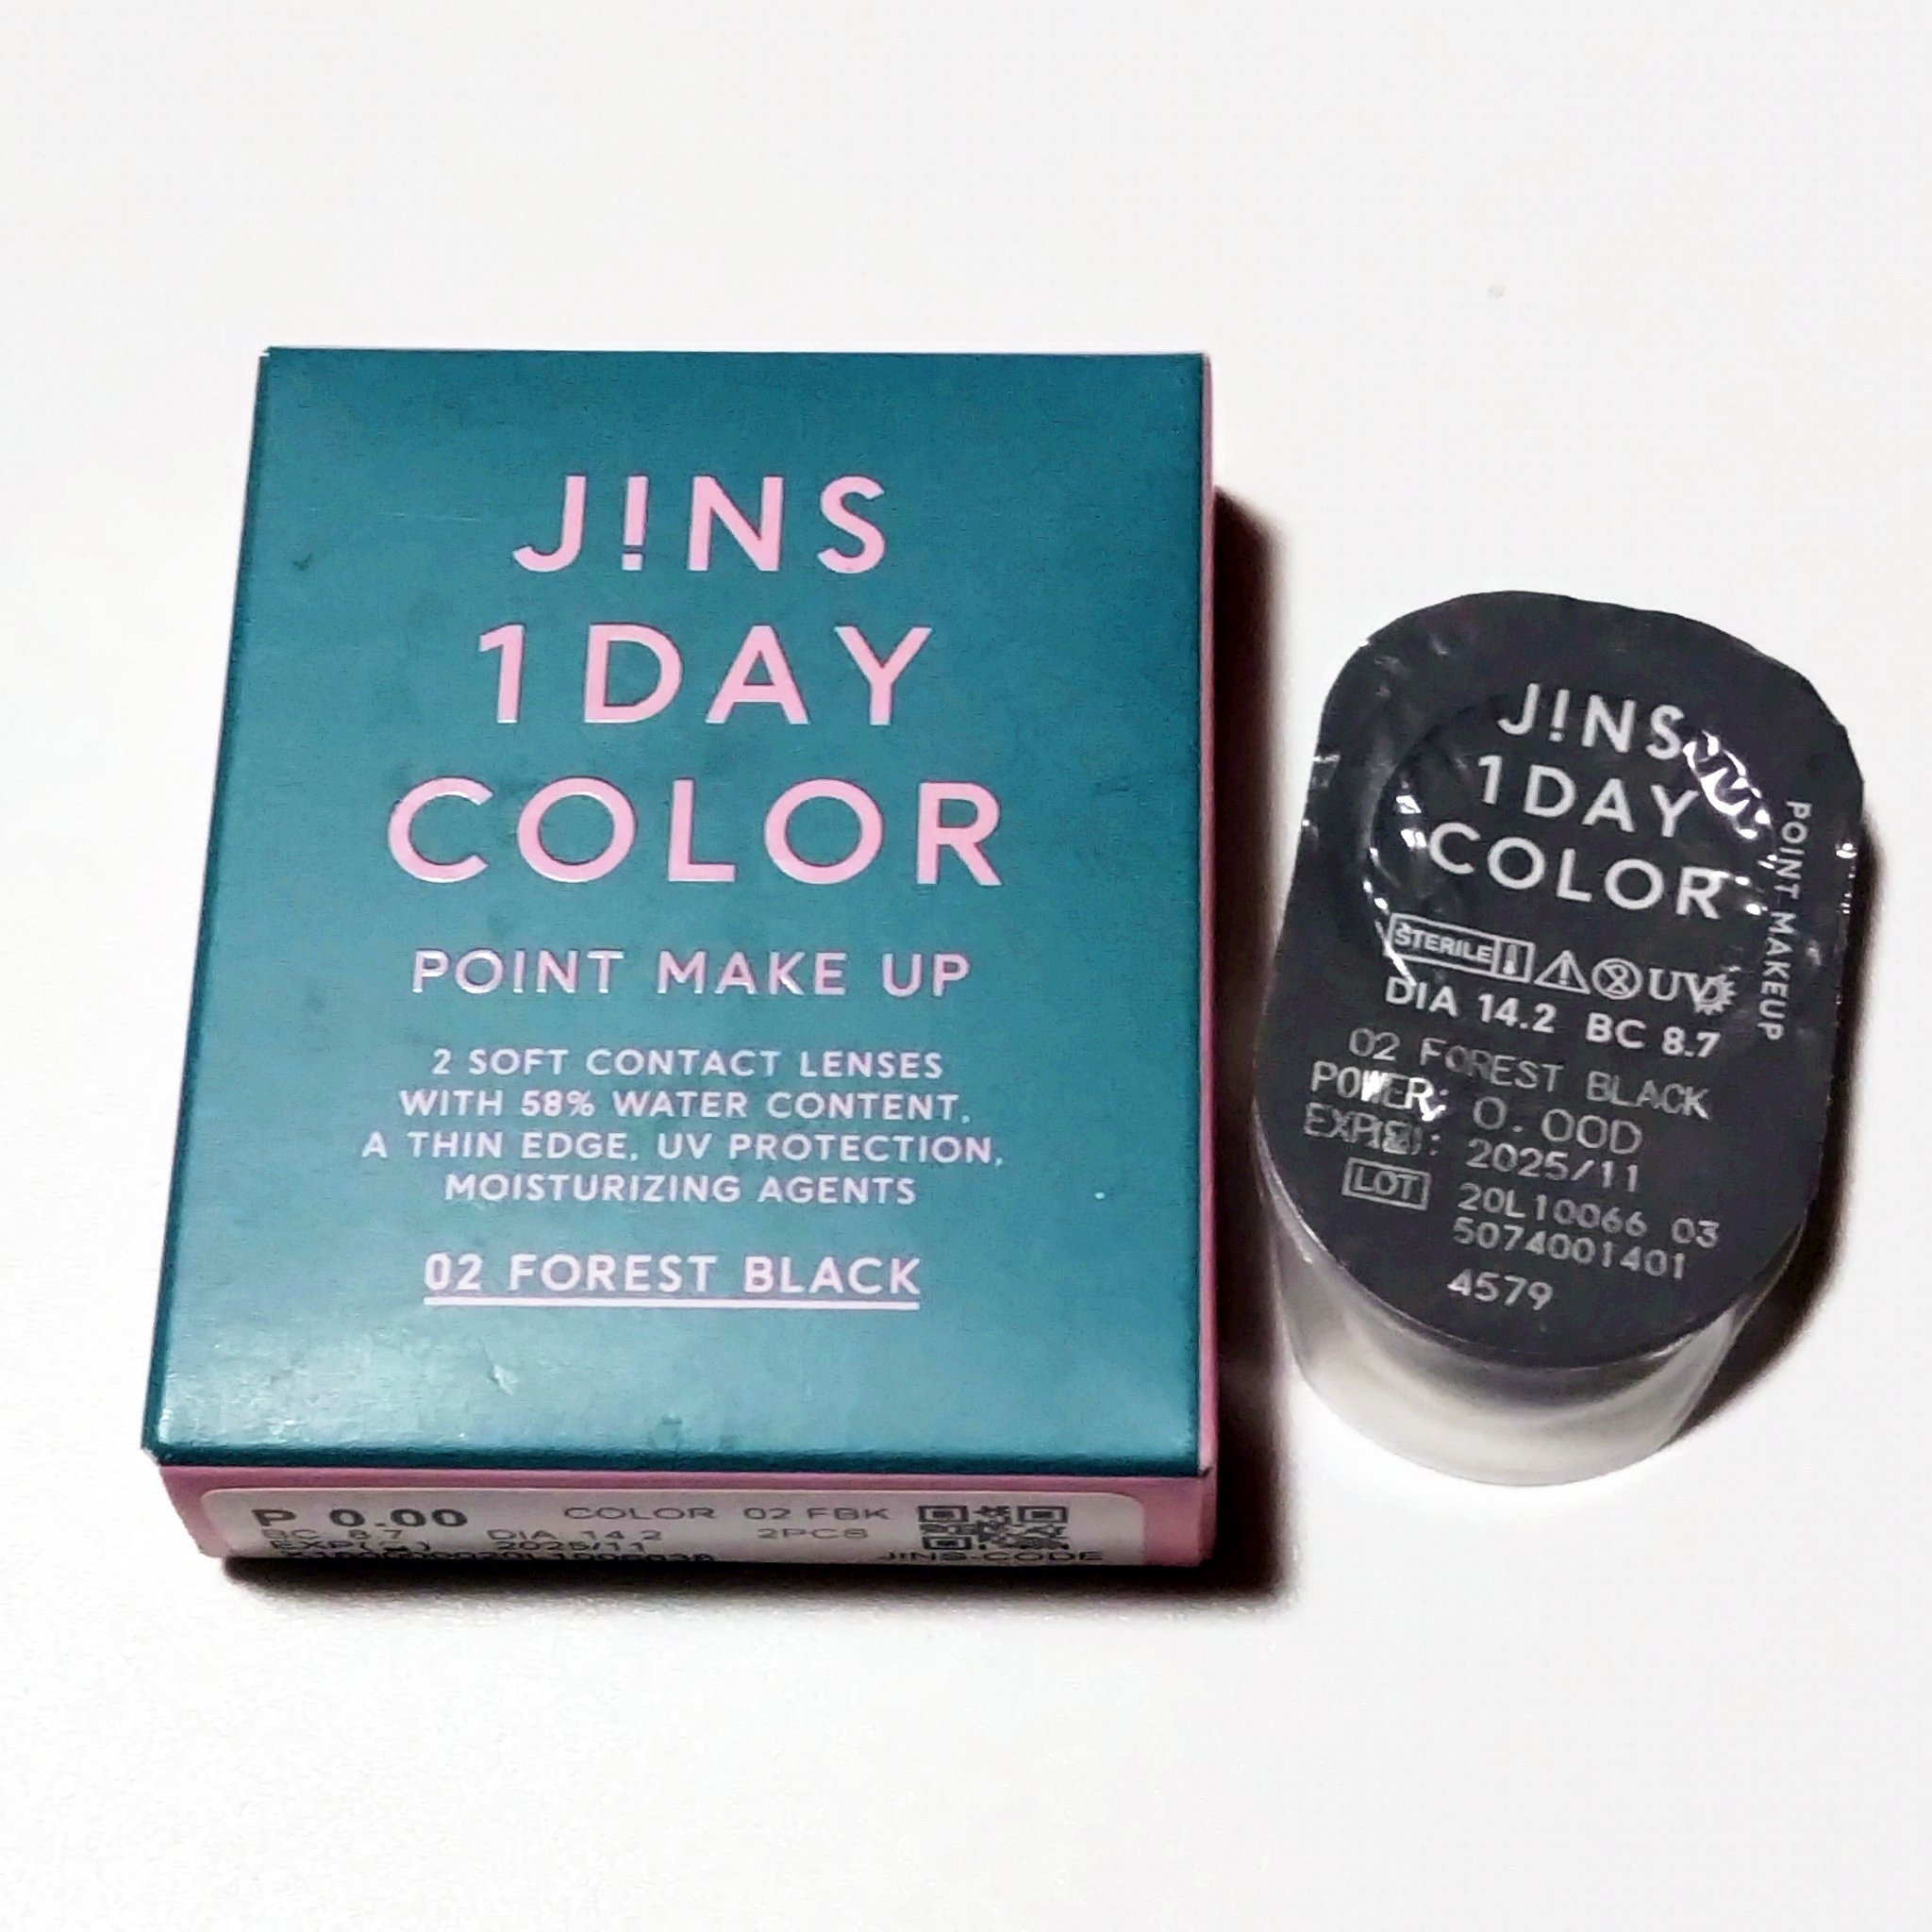 J!NS
1DAY
COLOR
POINT MAKE UP
2 SOFT CONTACT LENSES
WITH 58% WATER CONTENT,
A THIN EDGE, UV PROTECTION,
MOISTURIZING AGENTS
02 FOREST BLACK
P 0.00 COLOR 02 FBK
BC 8.7 DIA 14.2 2PCS
2025/11
J!NS-CODE
J!NS
1DAY
COLOR
POINT MAKEUP
STERILE UV
DIA 14.2 BC 8.7
02 FOREST BLACK
POWER: 0.00D
2025/11
LOT 20L10066 03
5074001401
4579